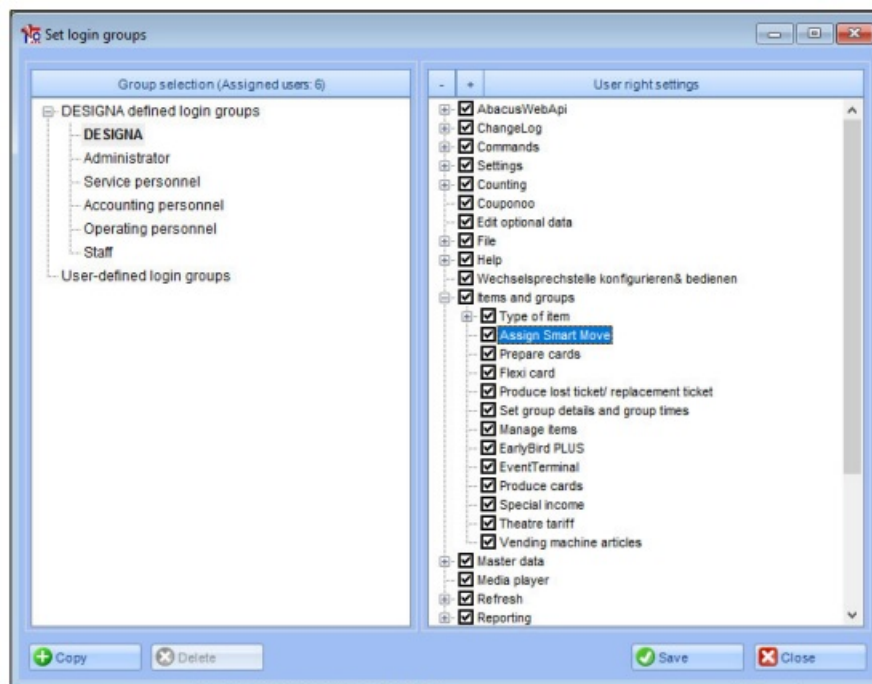 Set login groups
Group selection (Assigned users: 6)
DESIGNA defined login groups
DESIGNA
Administrator
Service personnel
Accounting personnel
Operating personnel
Staff
User-defined login groups
- + User right settings
AbacusWebApi
ChangeLog
Commands
Settings
Counting
Couponoo
Edit optional data
File
Help
Wechselsprechstelle konfigurieren& bedienen
Items and groups
Type of item
Assign Smart Move
Prepare cards
Flexi card
Produce lost ticket/ replacement ticket
Set group details and group times
Manage items
EarlyBird PLUS
EventTerminal
Produce cards
Special income
Theatre tariff
Vending machine articles
Master data
Media player
Refresh
Reporting
Copy
Delete
Save
Close